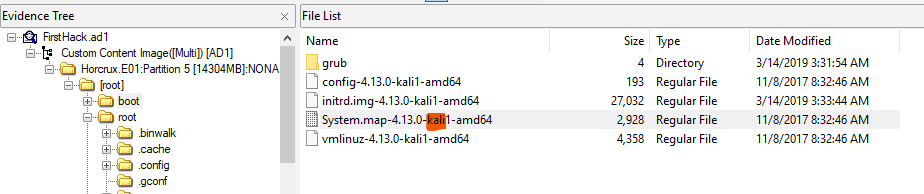 Evidence Tree
FirstHack.ad1
Custom Content Image([Multi]) [AD1]
Horcrux.E01:Partition 5 [14304MB]:NONA
[root]
boot
root
.binwalk
.cache
.config
.gconf
File List
Name Size Type Date Modified
grub 4 Directory 3/14/2019 3:31:54 AM
config-4.13.0-kali1-amd64 193 Regular File 11/8/2017 8:32:46 AM
initrd.img-4.13.0-kali1-amd64 27,032 Regular File 3/14/2019 3:33:44 AM
System.map-4.13.0-kali1-amd64 2,928 Regular File 11/8/2017 8:32:46 AM
vmlinuz-4.13.0-kali1-amd64 4,358 Regular File 11/8/2017 8:32:46 AM